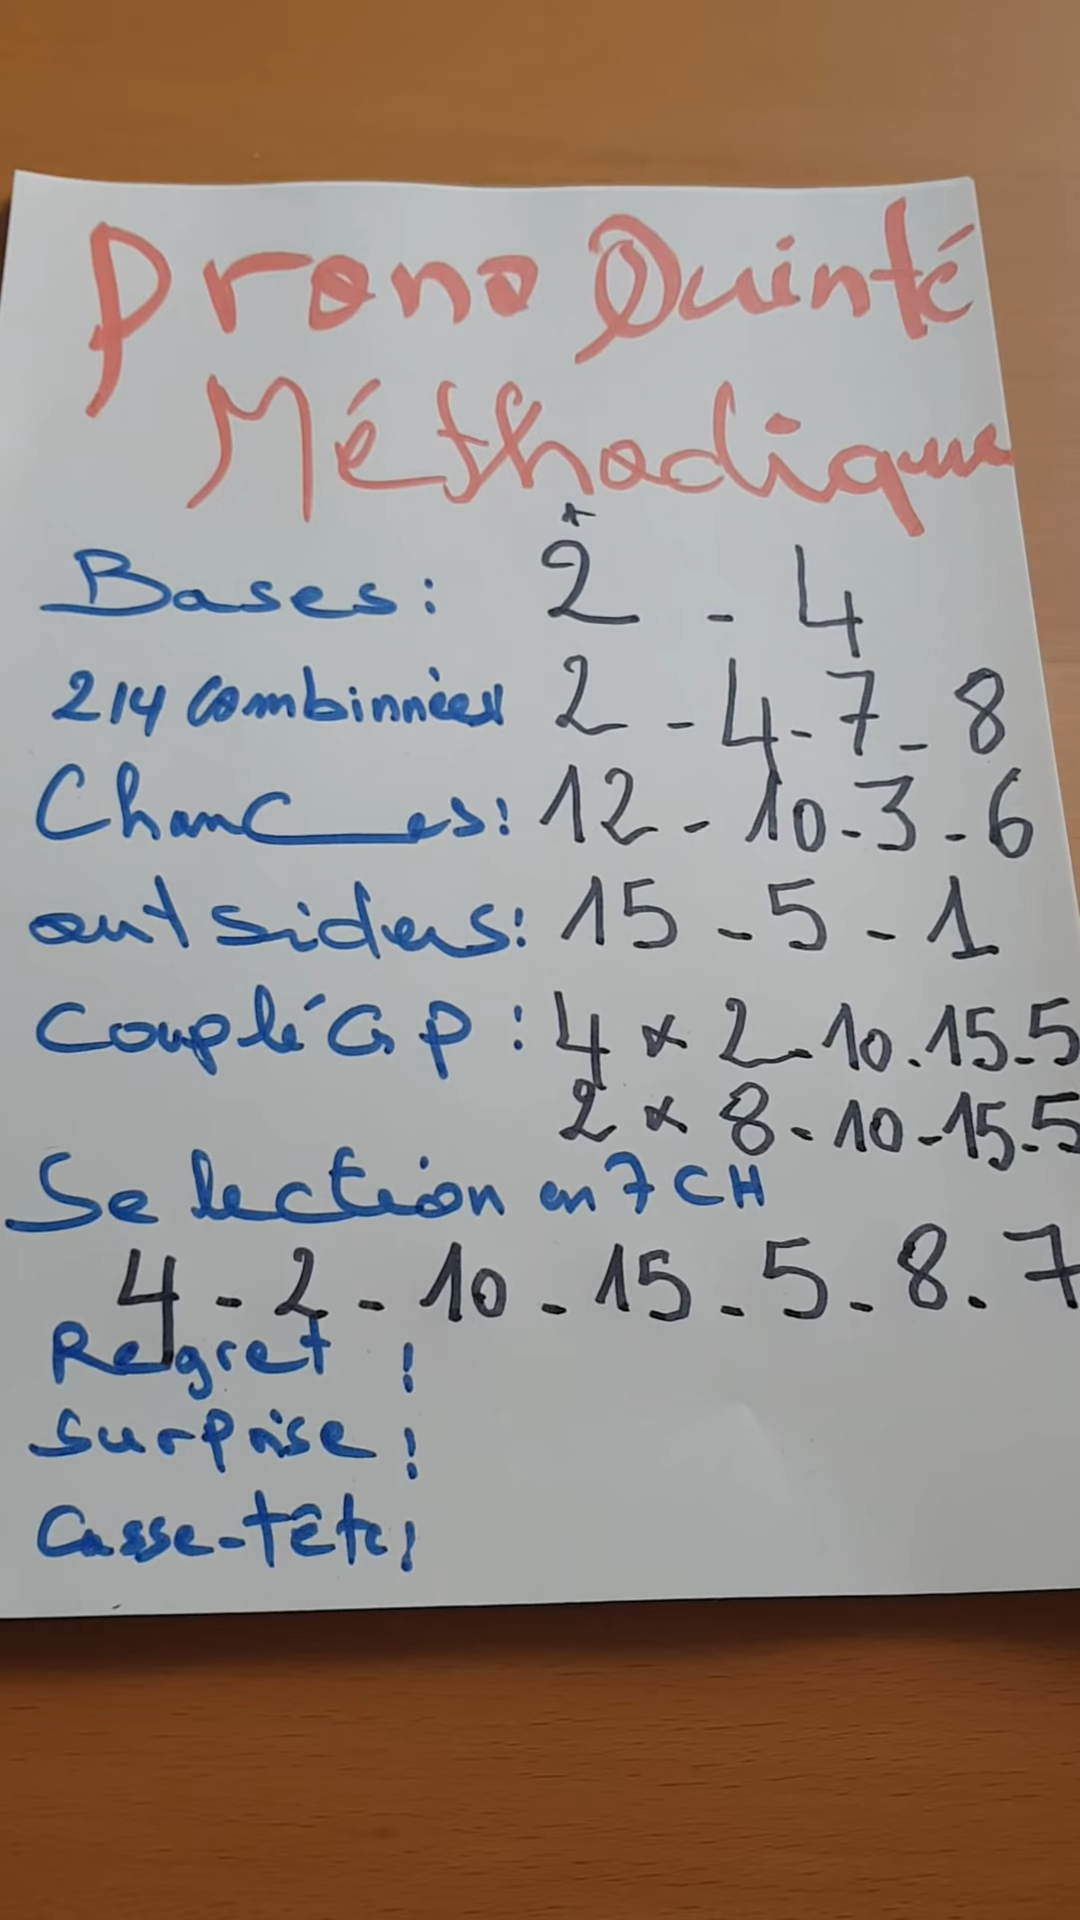 Prono Quinté
Méthodique
Bases: 2* - 4
2/4 Combinnées 2 - 4 - 7 - 8
Chances: 12 - 10 - 3 - 6
outsiders: 15 - 5 - 1
Couplé G P : 4 x 2 - 10 . 15 - 5
2 x 8 - 10 - 15 - 5
Selection en 7 CH
4 - 2 - 10 - 15 - 5 - 8 - 7
Regret :
Surprise :
Casse-tête :